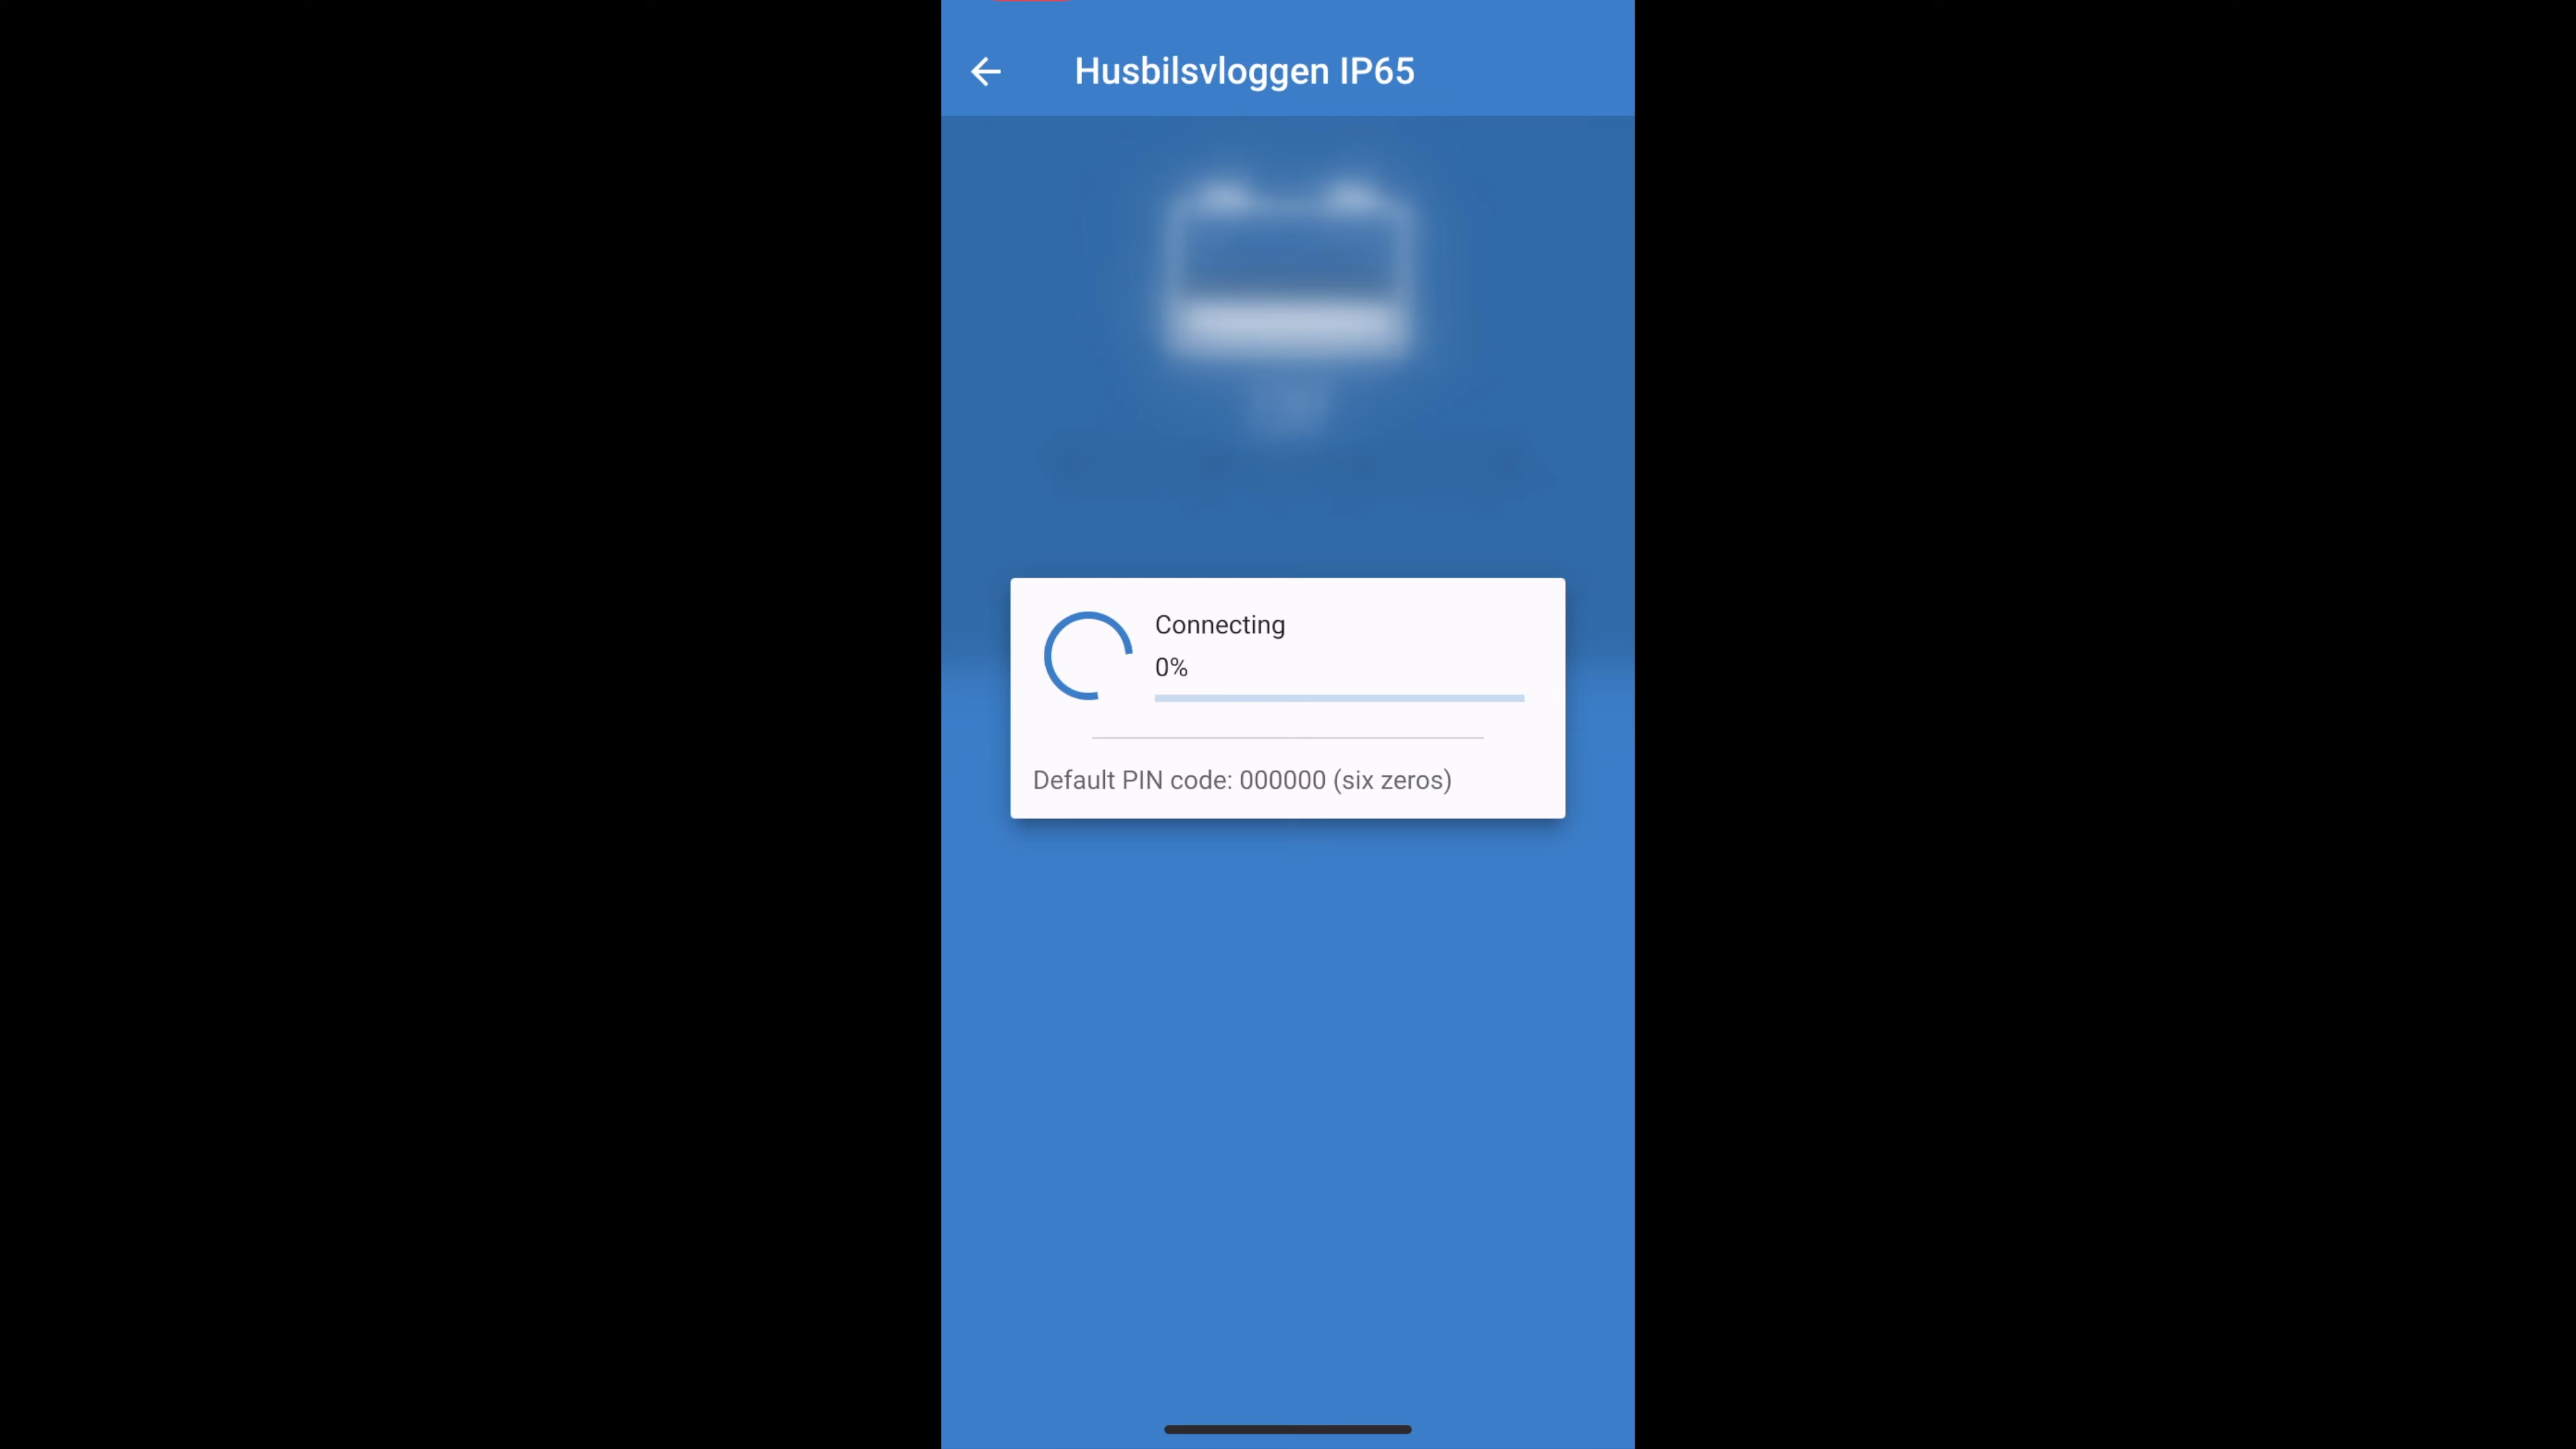 Husbilsvloggen IP65
Connecting
0%
Default PIN code: 000000 (six zeros)